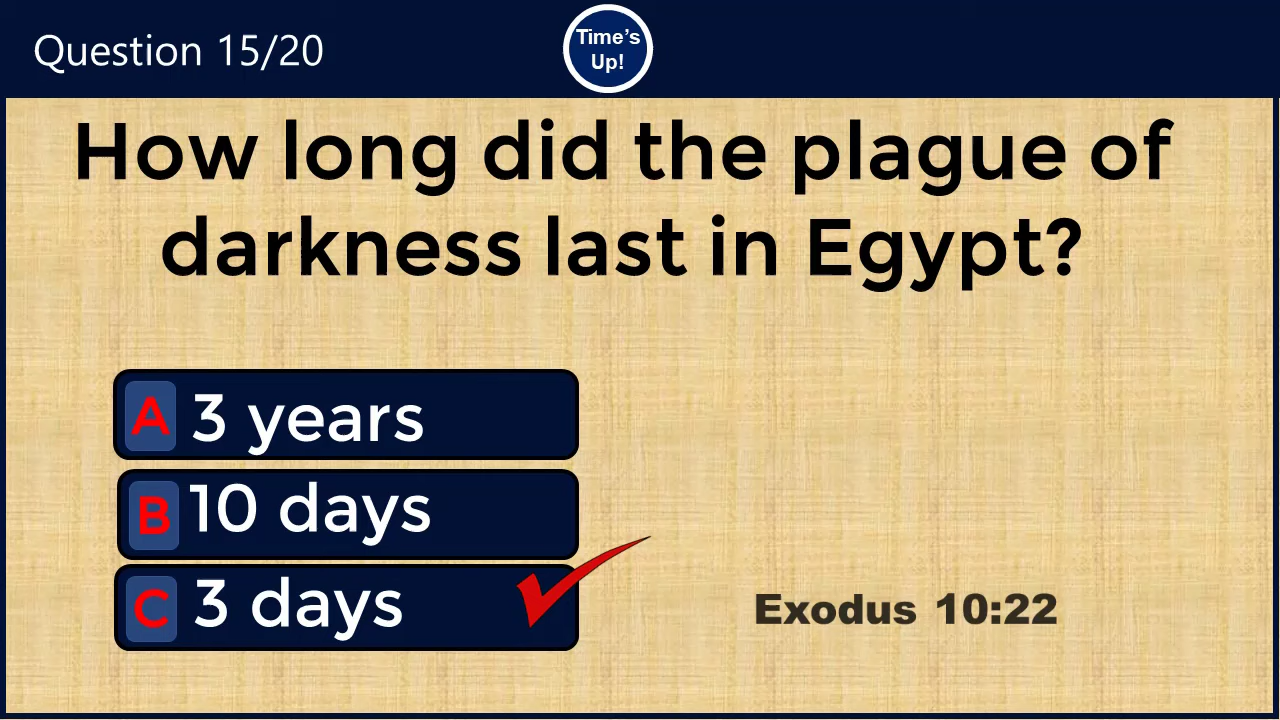 Question 15/20
Time's
Up!
How long did the plague of
darkness last in Egypt?
A 3 years
B 10 days
C 3 days
Exodus 10:22